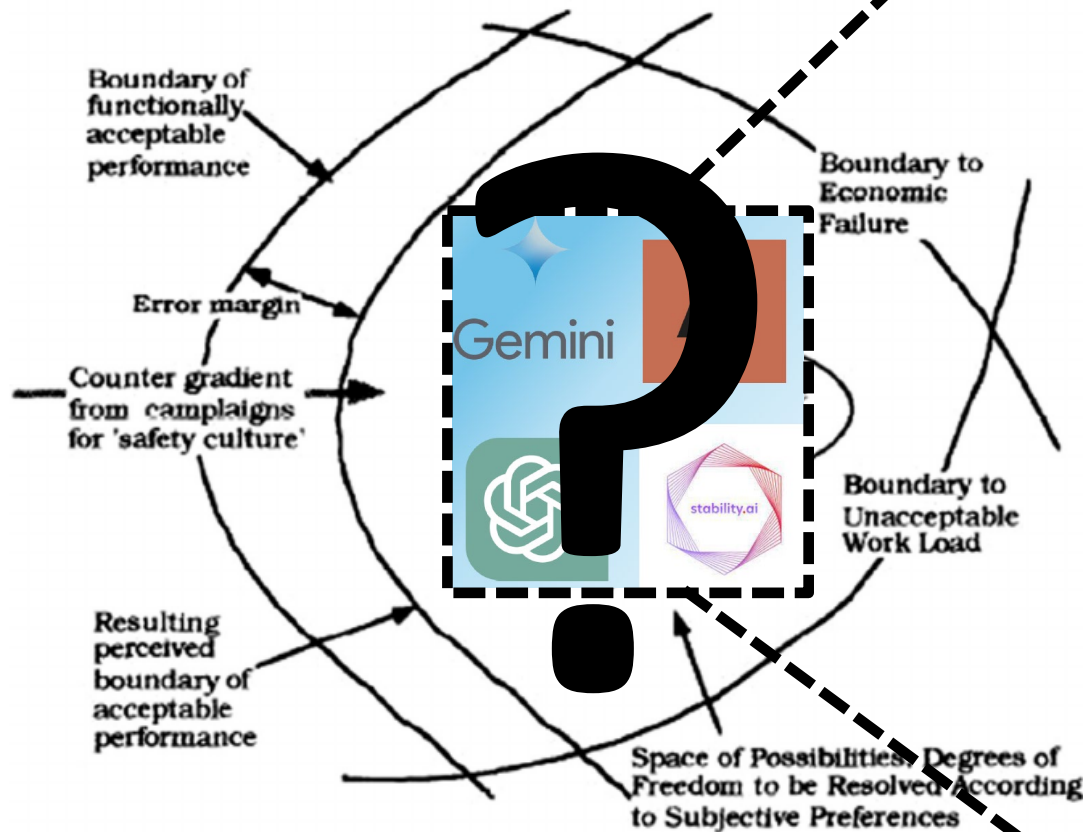 Boundary of
functionally
acceptable
performance
Boundary to
Economic
Failure
Error margin
Gemini
Counter gradient
from camplaigns
for 'safety culture'
stability.ai
Boundary to
Unacceptable
Work Load
Resulting
perceived
boundary of
acceptable
performance
Space of Possibilities; Degrees of
Freedom to be Resolved According
to Subjective Preferences
?